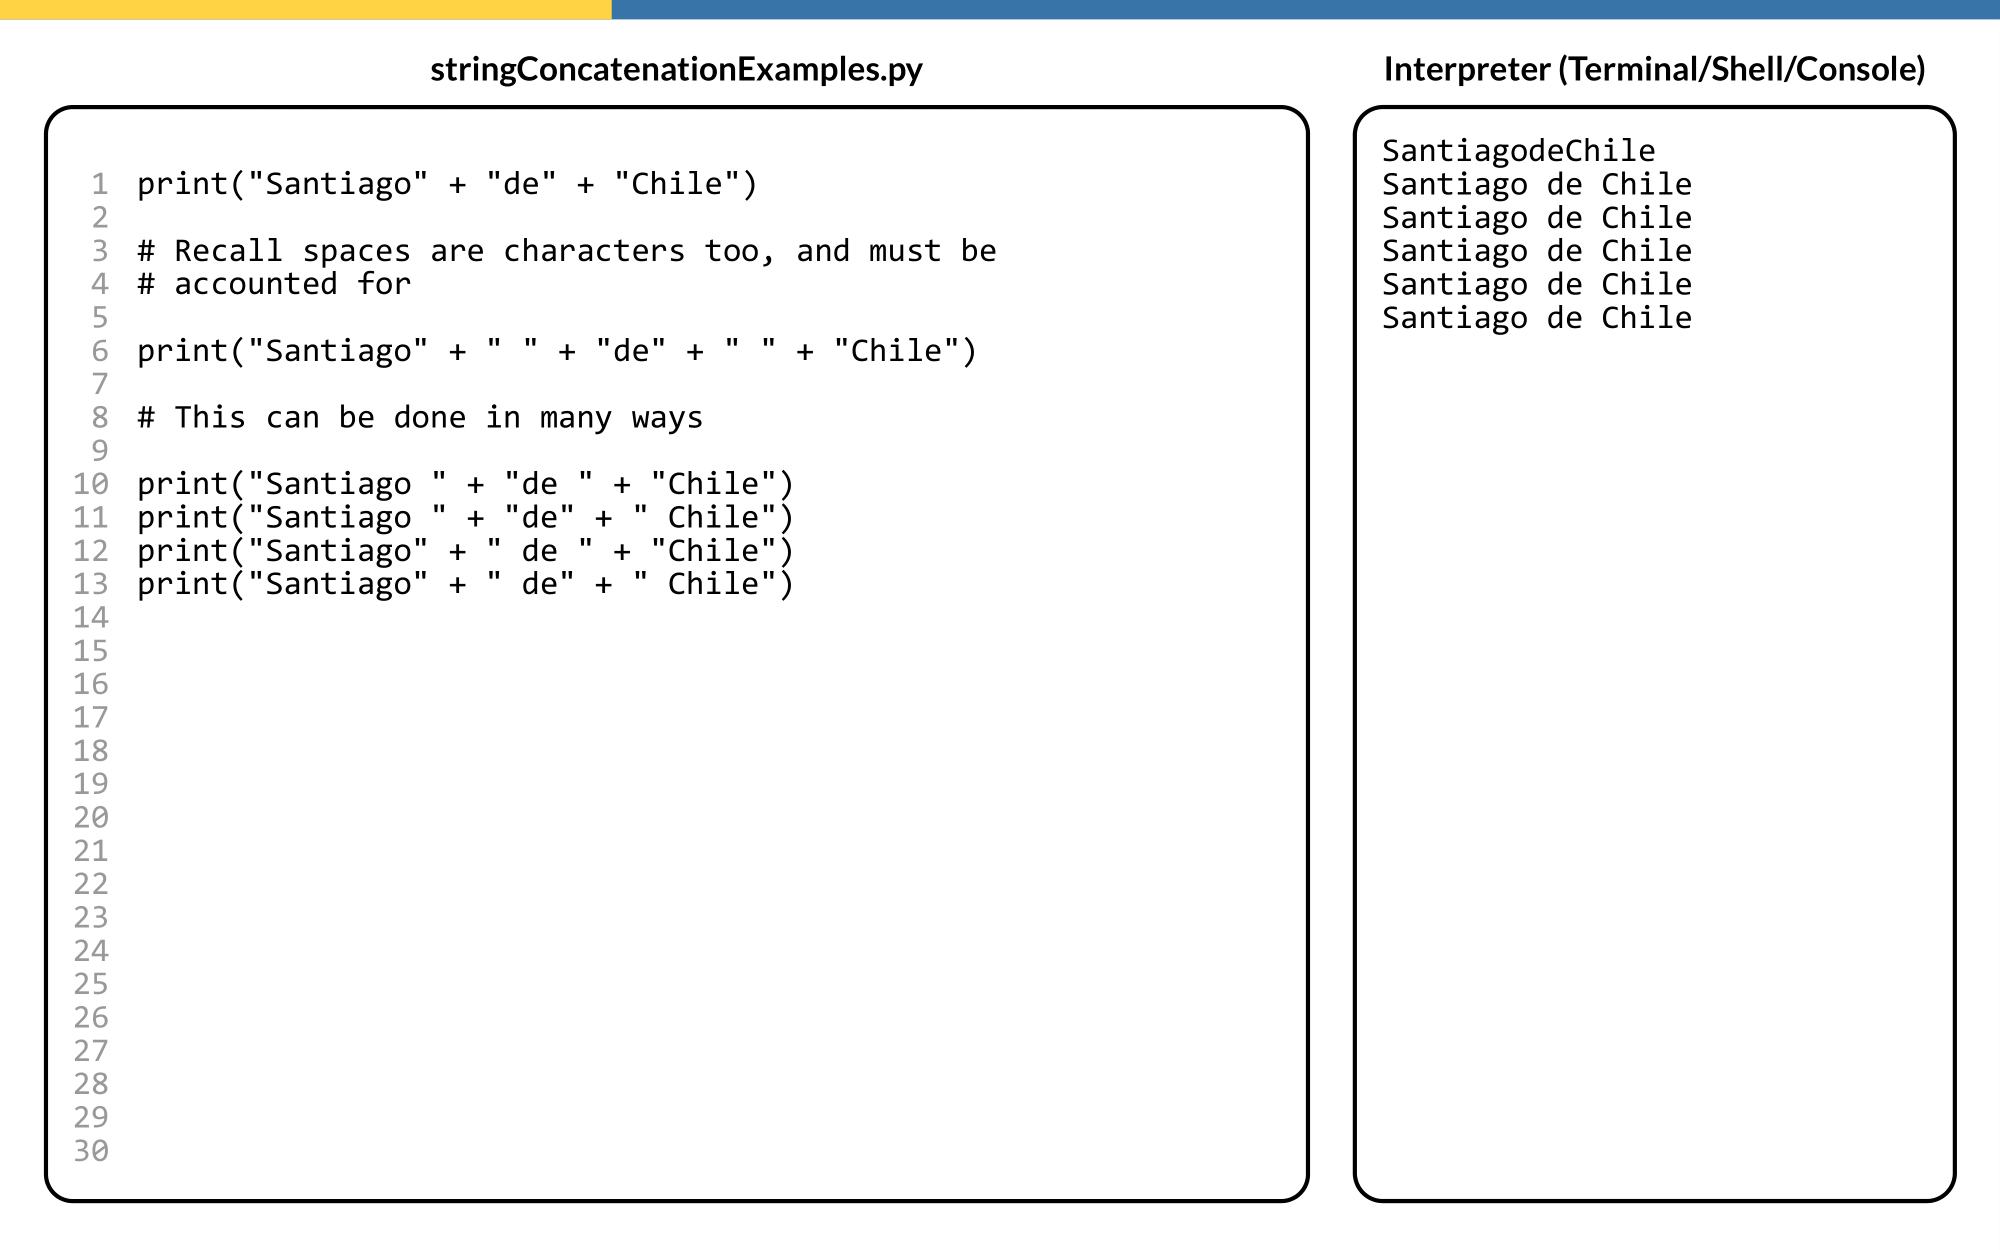 stringConcatenationExamples.py
1 print("Santiago" + "de" + "Chile")
2
3 # Recall spaces are characters too, and must be
4 # accounted for
5
6 print("Santiago" + " " + "de" + " " + "Chile")
7
8 # This can be done in many ways
9
10 print("Santiago " + "de " + "Chile")
11 print("Santiago " + "de" + " Chile")
12 print("Santiago" + " de " + "Chile")
13 print("Santiago" + " de" + " Chile")
14
15
16
17
18
19
20
21
22
23
24
25
26
27
28
29
30
Interpreter (Terminal/Shell/Console)
SantiagodeChile
Santiago de Chile
Santiago de Chile
Santiago de Chile
Santiago de Chile
Santiago de Chile